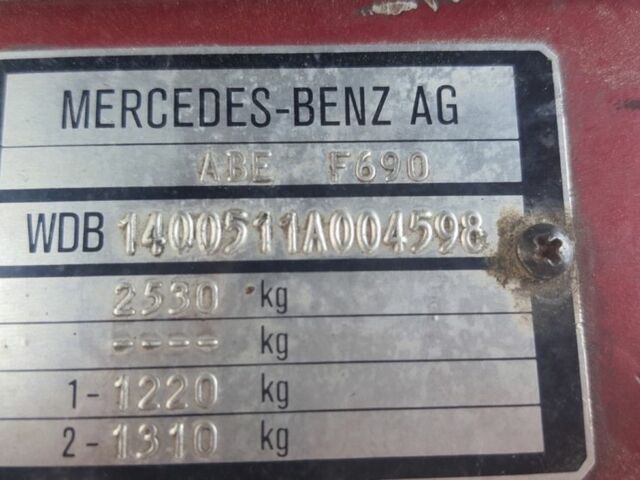 MERCEDES-BENZ AG
ABE F690
WDB 1400511A004598
2530 kg
---- kg
1- 1220 kg
2- 1310 kg